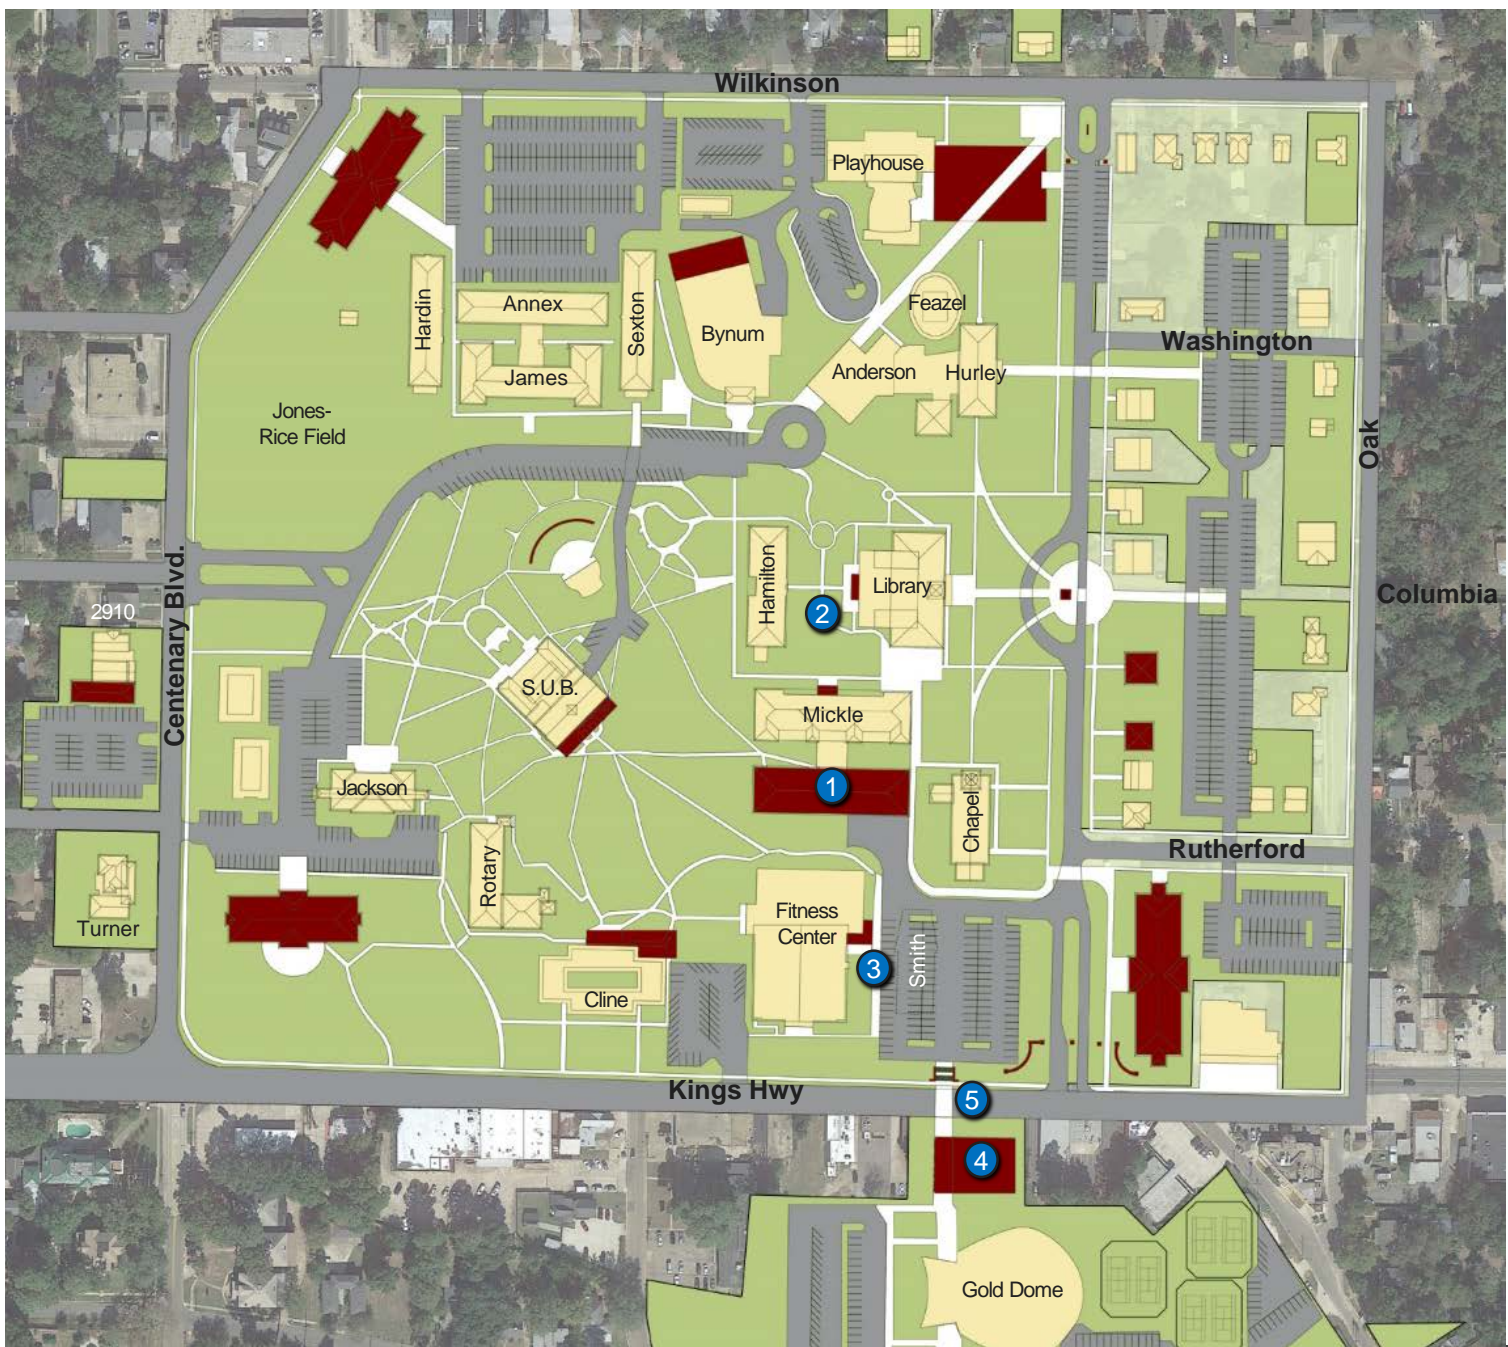 Wilkinson
Playhouse
Feazel
Hardin
Annex
Sexton
Bynum
Washington
James
Anderson
Hurley
Jones-
Rice Field
Oak
Centenary Blvd.
Hamilton
Library
Columbia
2910
2
S.U.B.
Mickle
Jackson
1
Chapel
Rutherford
Rotary
Turner
Fitness
Center
Smith
3
Cline
Kings Hwy
5
4
Gold Dome